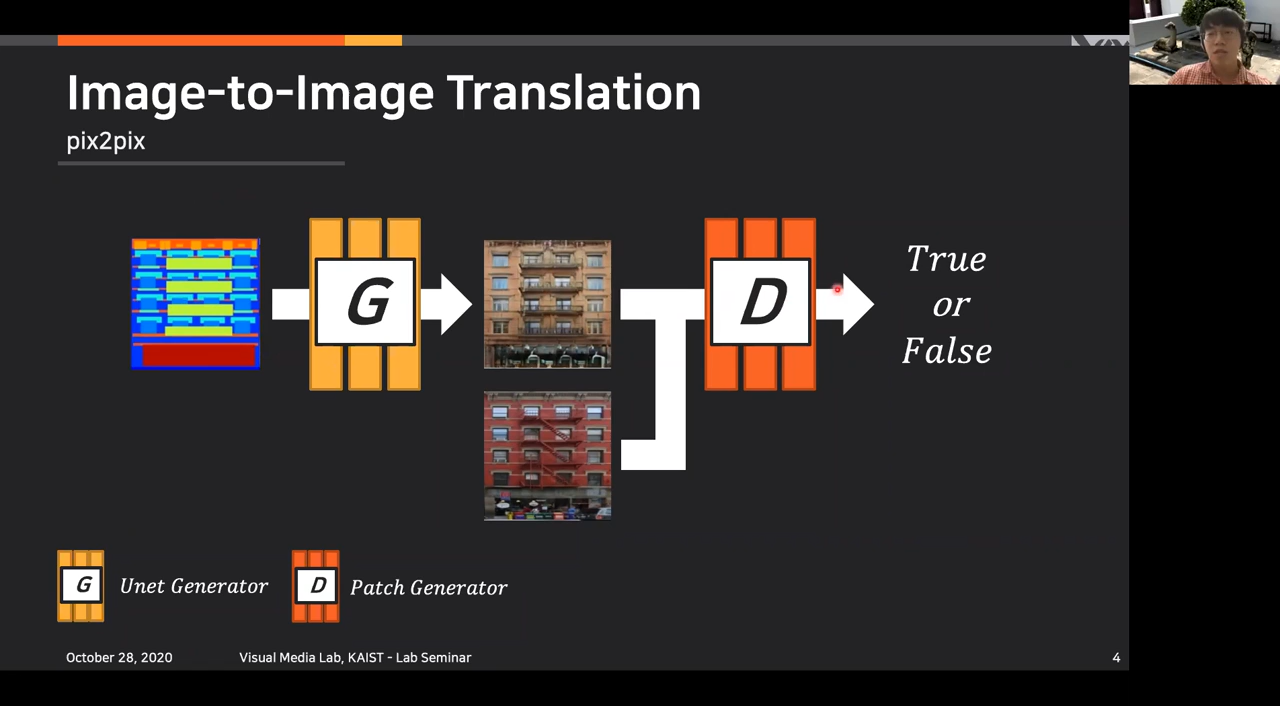 Image-to-Image Translation
pix2pix
G
D
True
or
False
G
Unet Generator
D
Patch Generator
October 28, 2020
Visual Media Lab, KAIST - Lab Seminar
4